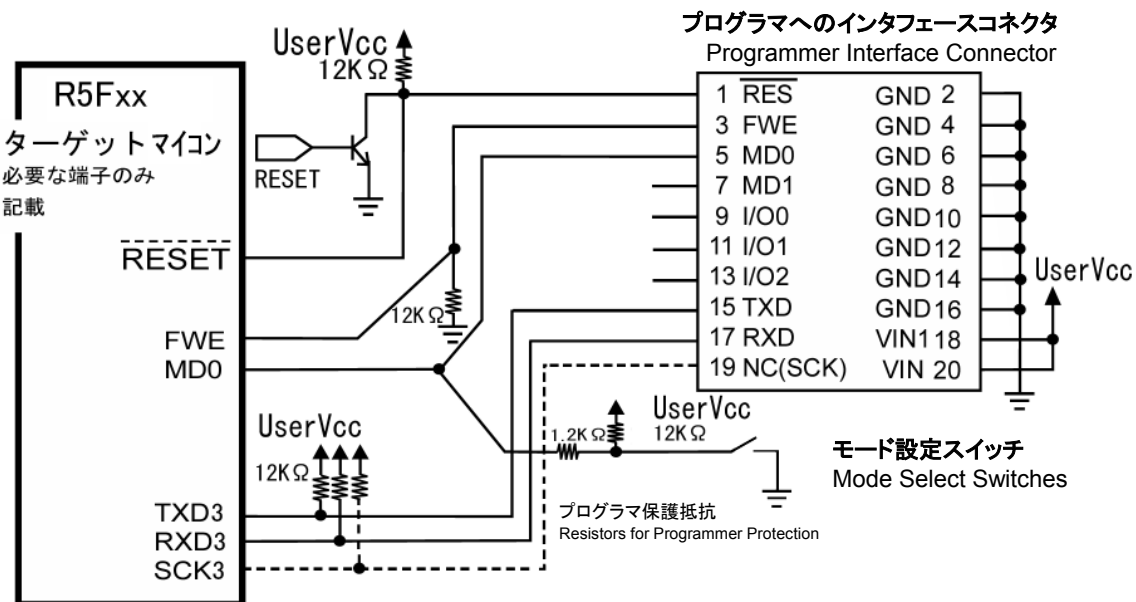 プログラマへのインタフェースコネクタ
Programmer Interface Connector
UserVcc
12KΩ
R5Fxx
ターゲットマイコン
必要な端子のみ
記載
RESET
RESET
FWE
MD0
12KΩ
UserVcc
12KΩ
TXD3
RXD3
SCK3
1 RES GND 2
3 FWE GND 4
5 MD0 GND 6
7 MD1 GND 8
9 I/O0 GND 10
11 I/O1 GND 12
13 I/O2 GND 14
15 TXD GND 16
17 RXD VIN1 18
19 NC(SCK) VIN 20
UserVcc
UserVcc
1.2KΩ
12KΩ
モード設定スイッチ
Mode Select Switches
プログラマ保護抵抗
Resistors for Programmer Protection